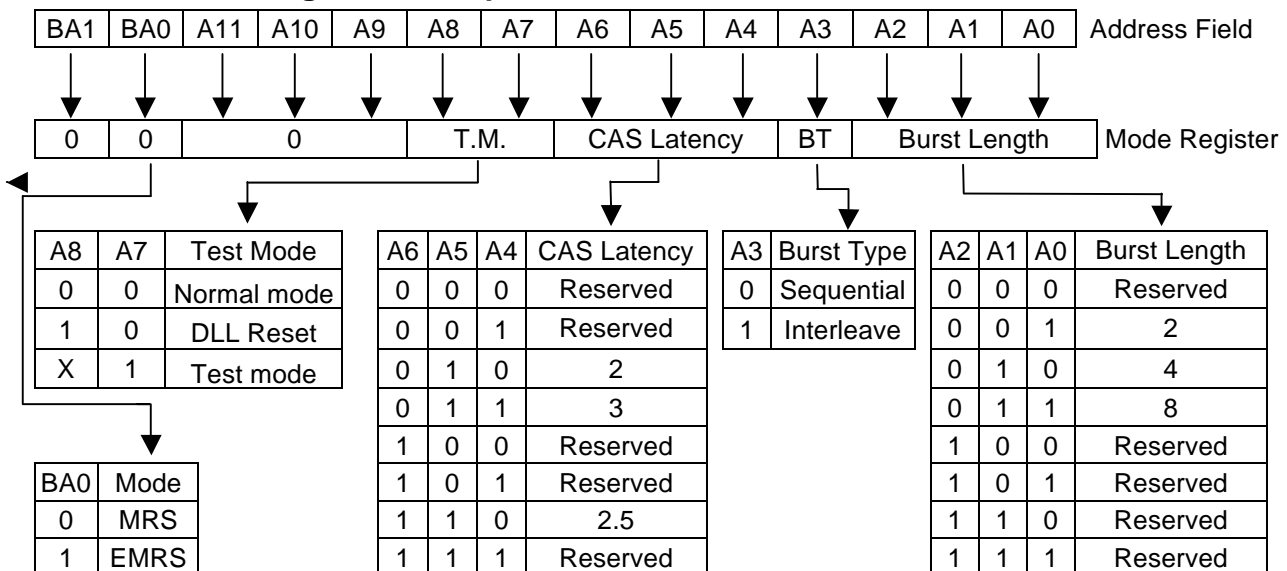 BA1 BA0 A11 A10 A9 A8 A7 A6 A5 A4 A3 A2 A1 A0 Address Field
0 0 0 T.M. CAS Latency BT Burst Length Mode Register
A8 A7 Test Mode
0 0 Normal mode
1 0 DLL Reset
X 1 Test mode
BA0 Mode
0 MRS
1 EMRS
A6 A5 A4 CAS Latency
0 0 0 Reserved
0 0 1 Reserved
0 1 0 2
0 1 1 3
1 0 0 Reserved
1 0 1 Reserved
1 1 0 2.5
1 1 1 Reserved
A3 Burst Type
0 Sequential
1 Interleave
A2 A1 A0 Burst Length
0 0 0 Reserved
0 0 1 2
0 1 0 4
0 1 1 8
1 0 0 Reserved
1 0 1 Reserved
1 1 0 Reserved
1 1 1 Reserved